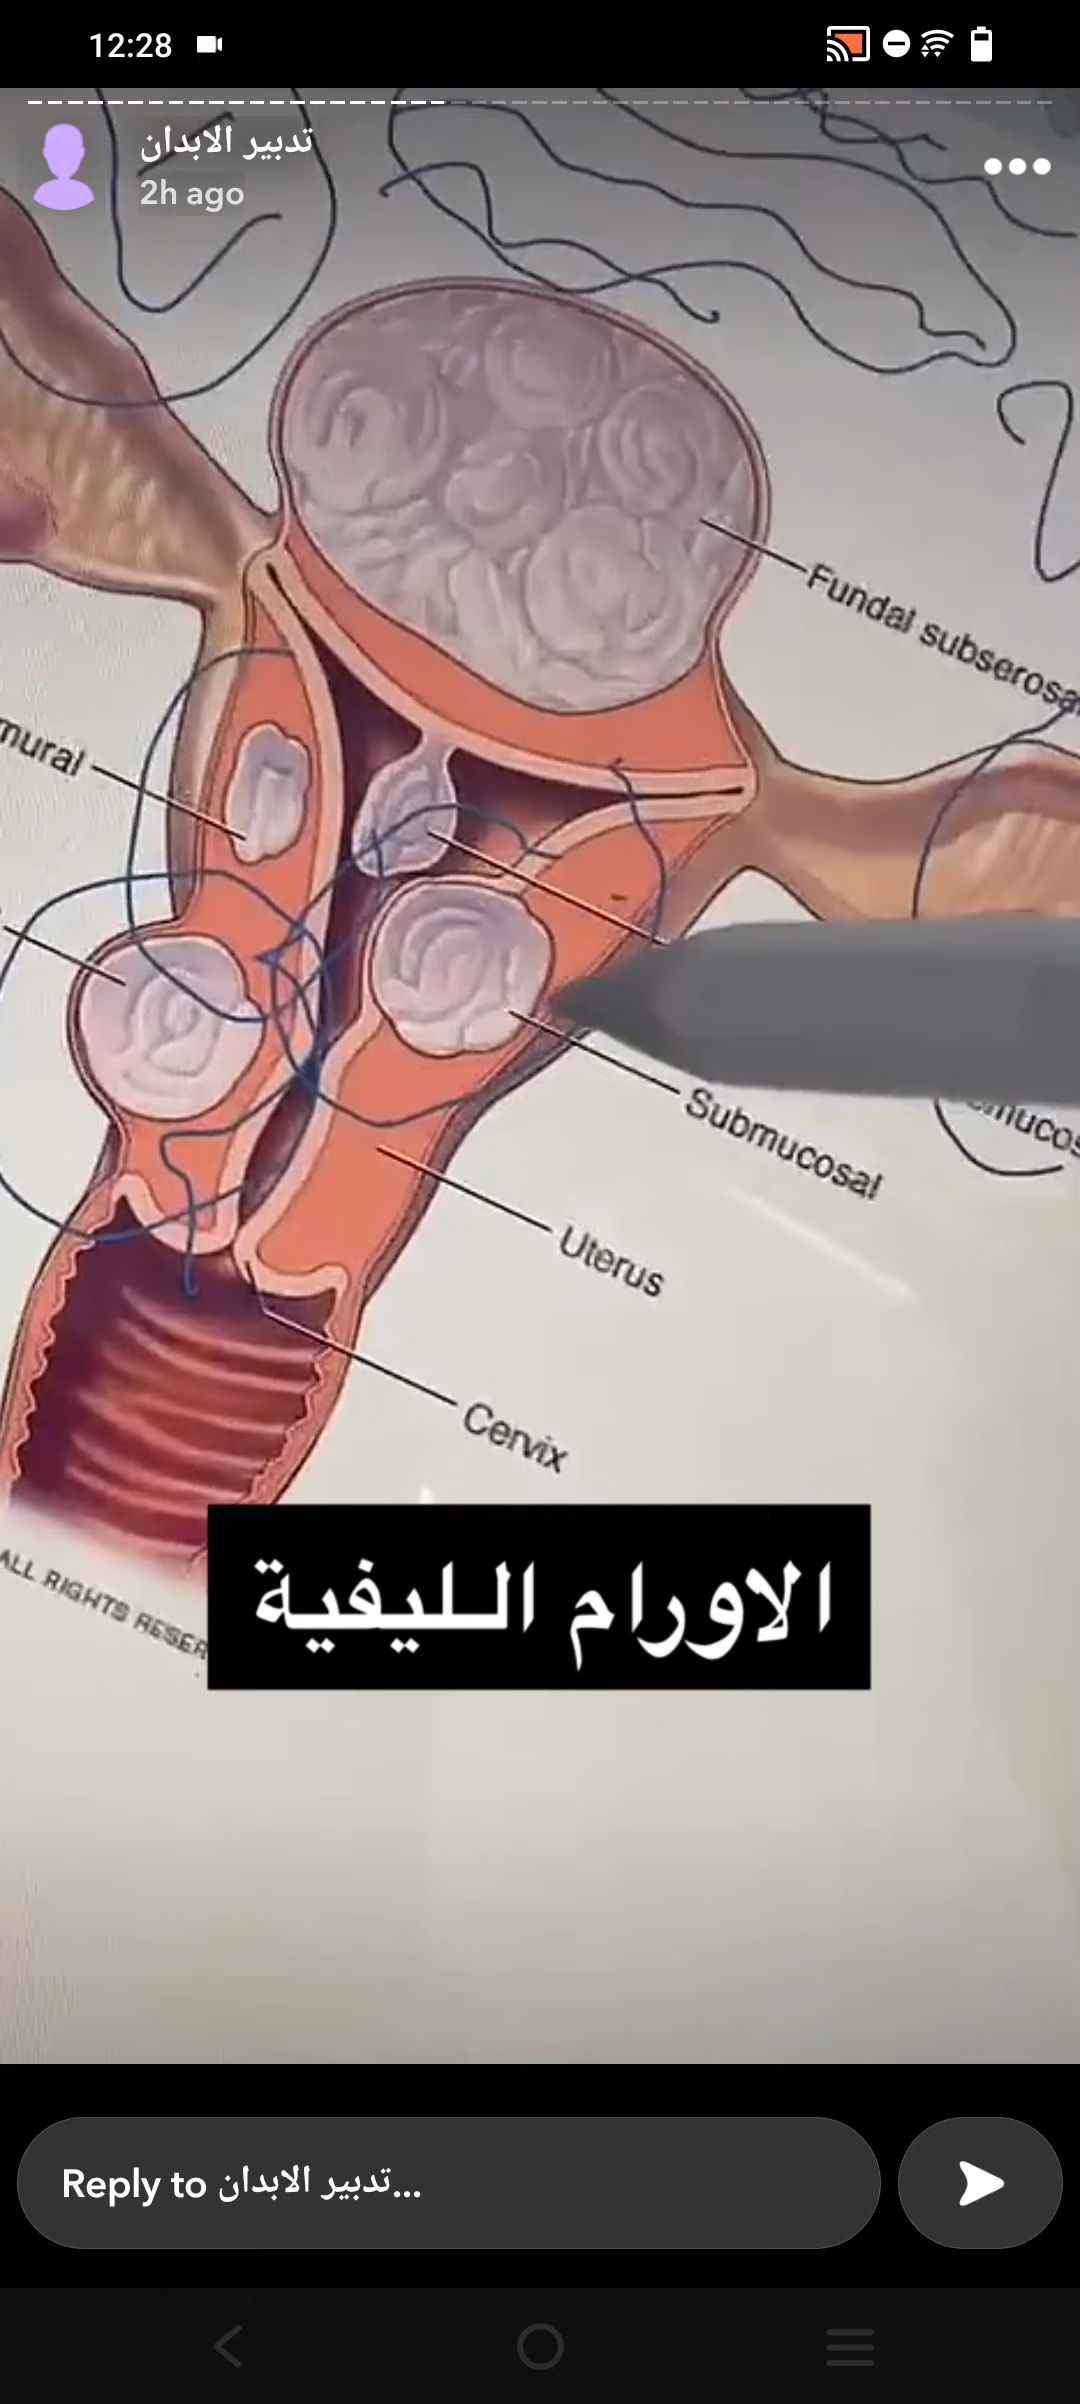 12:28
تدبير الابدان
2h ago
Fundal subserosal
mural
Submucosal
Uterus
Cervix
ALL RIGHTS RESER
الاورام الليفية
Reply to تدبير الابدان...